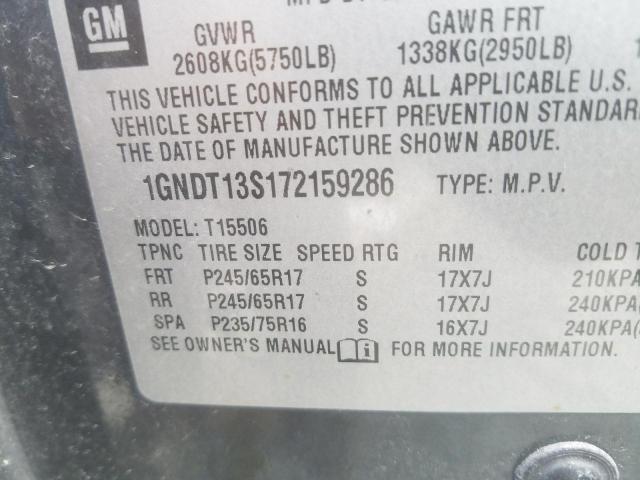 GM
GVWR GAWR FRT
2608KG(5750LB) 1338KG(2950LB)
THIS VEHICLE CONFORMS TO ALL APPLICABLE U.S.
VEHICLE SAFETY AND THEFT PREVENTION STANDAR
THE DATE OF MANUFACTURE SHOWN ABOVE.
1GNDT13S172159286 TYPE: M.P.V.
MODEL: T15506
TPNC TIRE SIZE SPEED RTG RIM COLD T
FRT P245/65R17 S 17X7J 210KPA
RR P245/65R17 S 17X7J 240KPA(
SPA P235/75R16 S 16X7J 240KPA(
SEE OWNER'S MANUAL i FOR MORE INFORMATION.